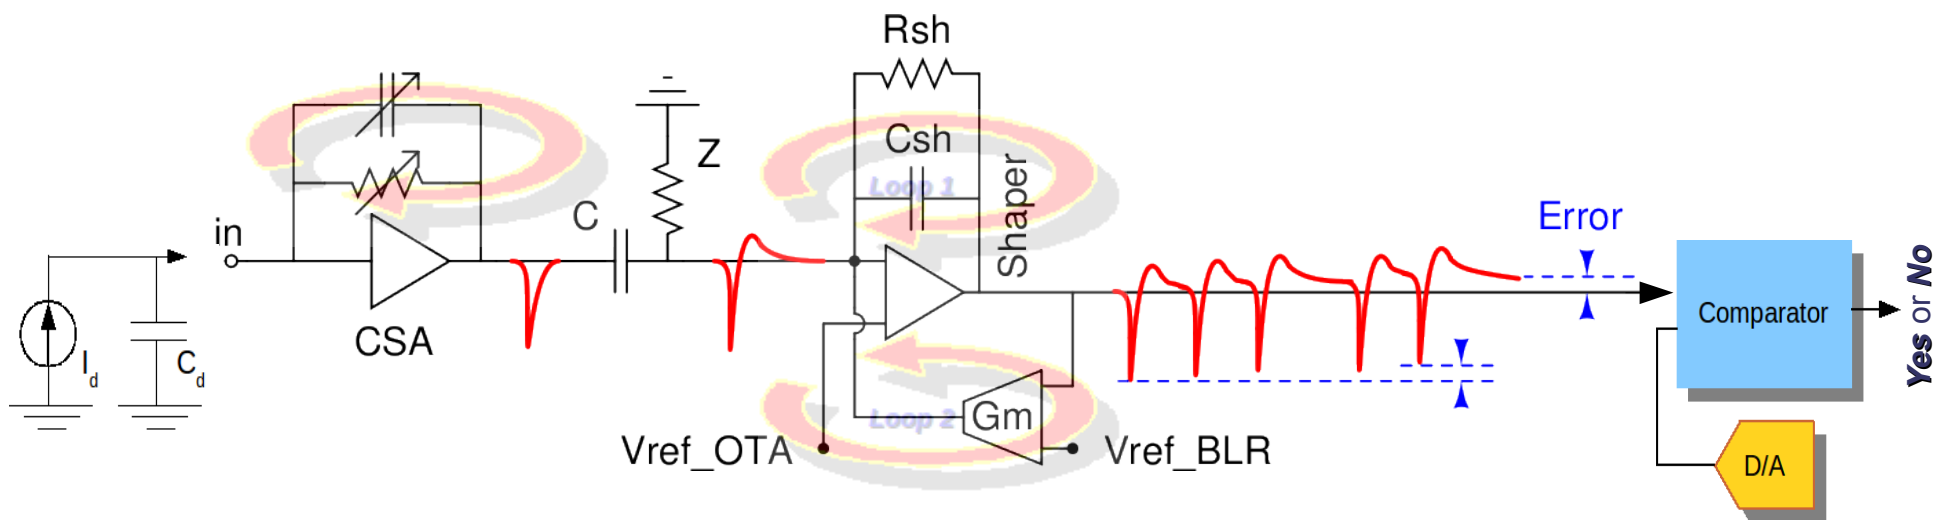 Rsh
Csh
Loop 1
Shaper
Z
C
in
CSA
Id
Cd
Error
Comparator
Yes or No
Loop 2
Gm
Vref_OTA
Vref_BLR
D/A